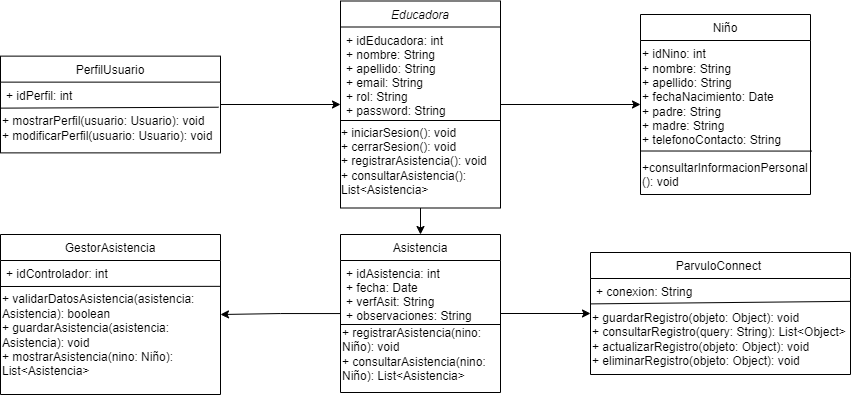 Educadora
+ idEducadora: int
+ nombre: String
+ apellido: String
+ email: String
+ rol: String
+ password: String
+ iniciarSesion(): void
+ cerrarSesion(): void
+ registrarAsistencia(): void
+ consultarAsistencia():
List<Asistencia>
Niño
+ idNino: int
+ nombre: String
+ apellido: String
+ fechaNacimiento: Date
+ padre: String
+ madre: String
+ telefonoContacto: String
+consultarInformacionPersonal
(): void
PerfilUsuario
+ idPerfil: int
+ mostrarPerfil(usuario: Usuario): void
+ modificarPerfil(usuario: Usuario): void
GestorAsistencia
+ idControlador: int
+ validarDatosAsistencia(asistencia:
Asistencia): boolean
+ guardarAsistencia(asistencia:
Asistencia): void
+ mostrarAsistencia(nino: Niño):
List<Asistencia>
Asistencia
+ idAsistencia: int
+ fecha: Date
+ verfAsit: String
+ observaciones: String
+ registrarAsistencia(nino:
Niño): void
+ consultarAsistencia(nino:
Niño): List<Asistencia>
ParvuloConnect
+ conexion: String
+ guardarRegistro(objeto: Object): void
+ consultarRegistro(query: String): List<Object>
+ actualizarRegistro(objeto: Object): void
+ eliminarRegistro(objeto: Object): void